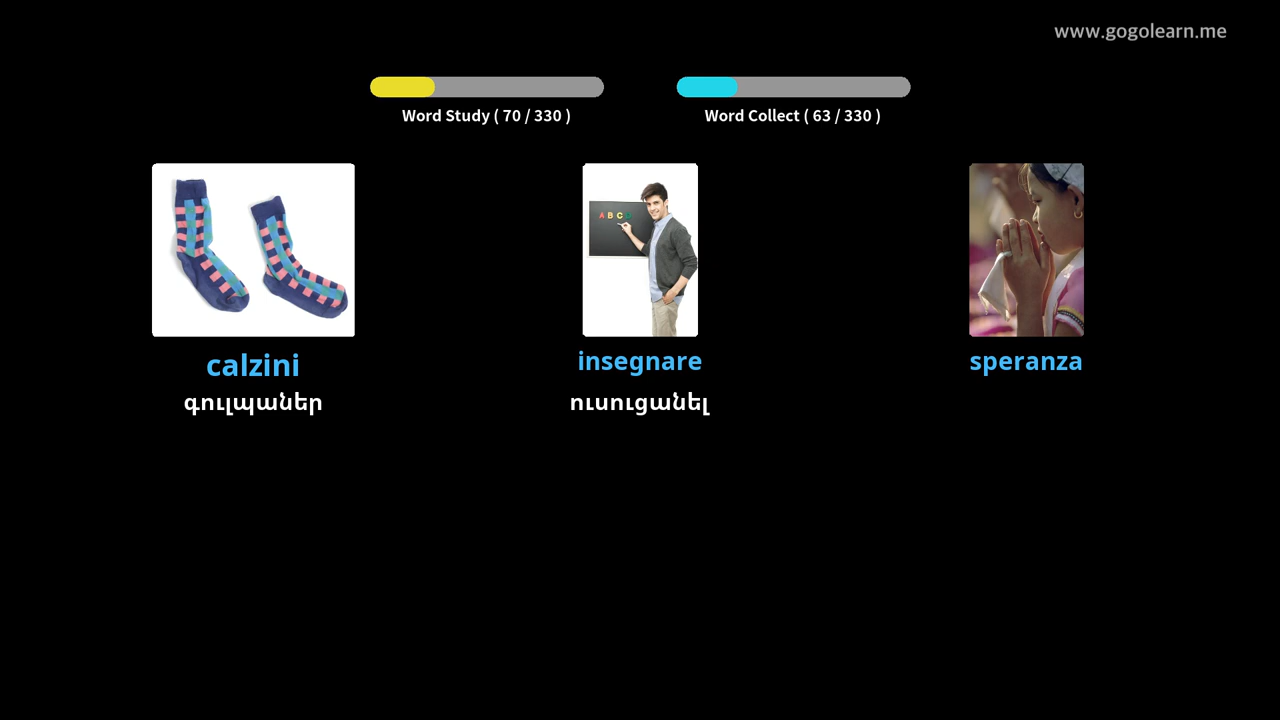 www.gogolearn.me
Word Study ( 70 / 330 )
Word Collect ( 63 / 330 )
A B C D
calzini
insegnare
speranza
գուլպաներ
ուսուցանել